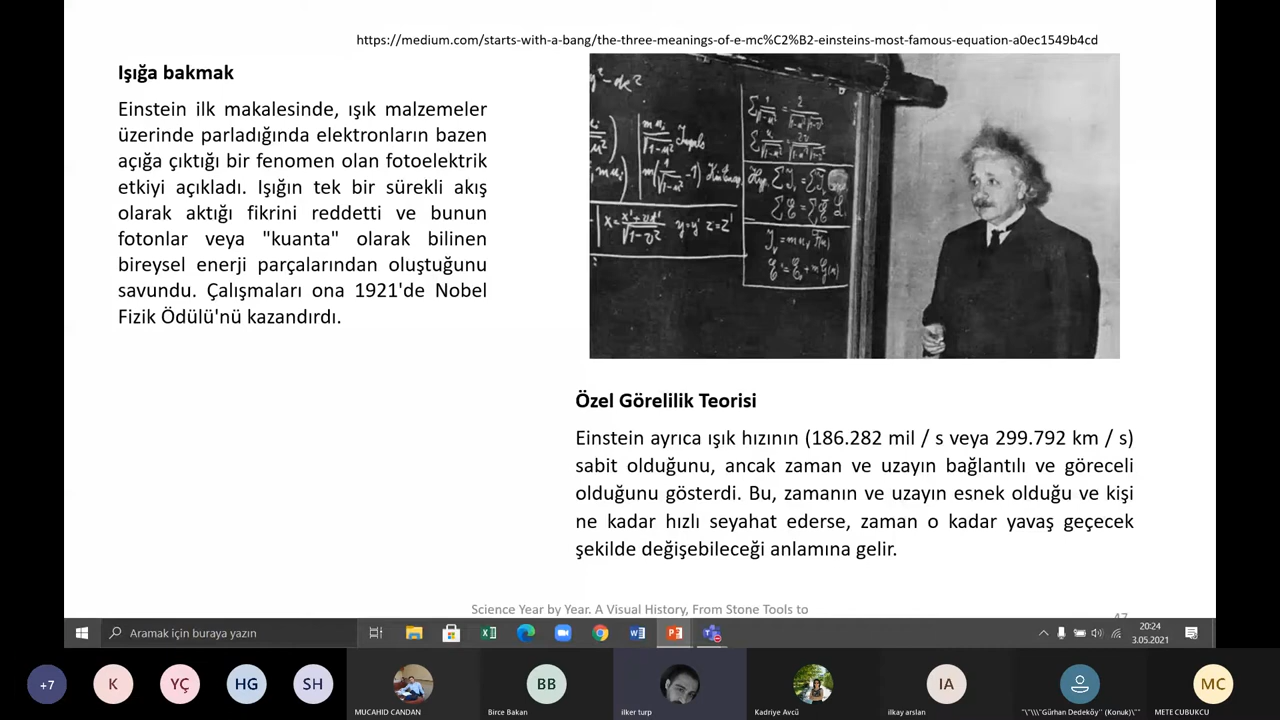 https://medium.com/starts-with-a-bang/the-three-meanings-of-e-mc%C2%B2-einsteins-most-famous-equation-a0ec1549b4cd
Işığa bakmak
Einstein ilk makalesinde, ışık malzemeler
üzerinde parladığında elektronların bazen
açığa çıktığı bir fenomen olan fotoelektrik
etkiyi açıkladı. Işığın tek bir sürekli akış
olarak aktığı fikrini reddetti ve bunun
fotonlar veya "kuanta" olarak bilinen
bireysel enerji parçalarından oluştuğunu
savundu. Çalışmaları ona 1921'de Nobel
Fizik Ödülü'nü kazandırdı.
Özel Görelilik Teorisi
Einstein ayrıca ışık hızının (186.282 mil / s veya 299.792 km / s)
sabit olduğunu, ancak zaman ve uzayın bağlantılı ve göreceli
olduğunu gösterdi. Bu, zamanın ve uzayın esnek olduğu ve kişi
ne kadar hızlı seyahat ederse, zaman o kadar yavaş geçecek
şekilde değişebileceği anlamına gelir.
Science Year by Year. A Visual History, From Stone Tools to
47
Aramak için buraya yazın
20:24
3.05.2021
+7
K
YÇ
HG
SH
MUCAHID CANDAN
BB
Birce Bakan
ilker turp
Kadriye Avcü
IA
ilkay arslan
"\"\\\"Gürhan Dedeköy" (Konuk)\""
MC
METE CUBUKCU